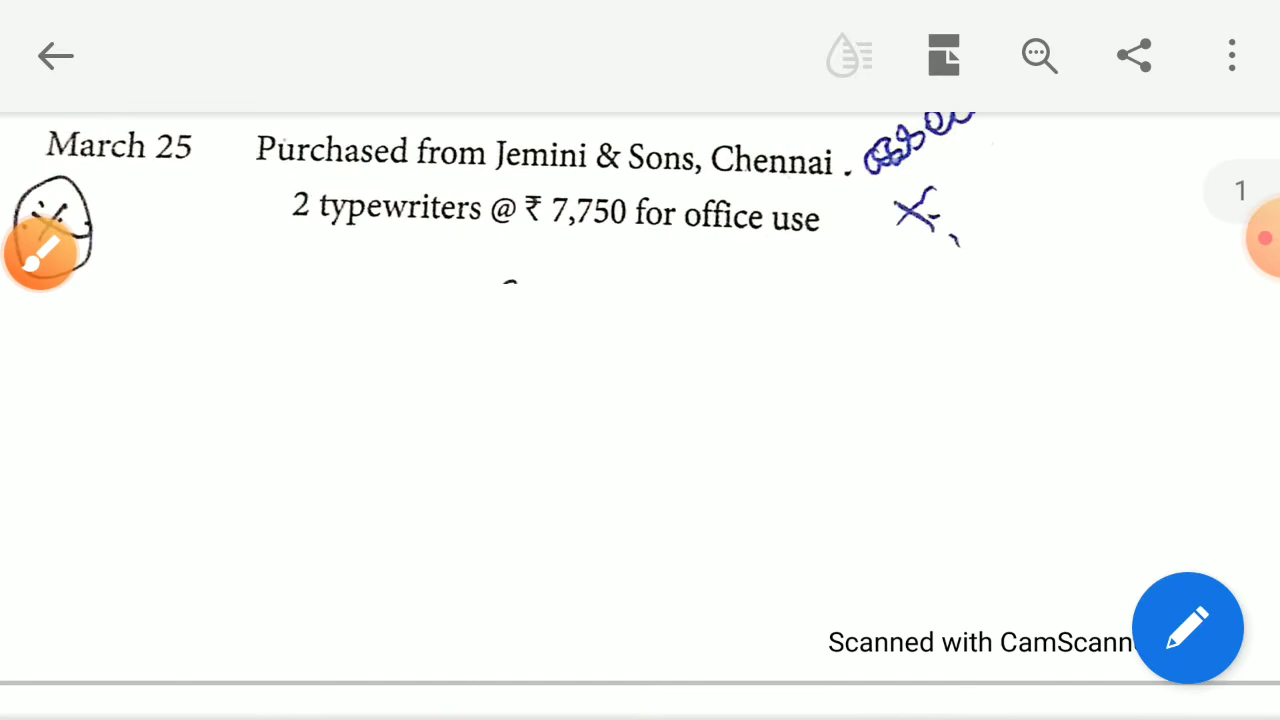 1
March 25 Purchased from Jemini & Sons, Chennai .
2 typewriters @ ₹ 7,750 for office use
Scanned with CamScann